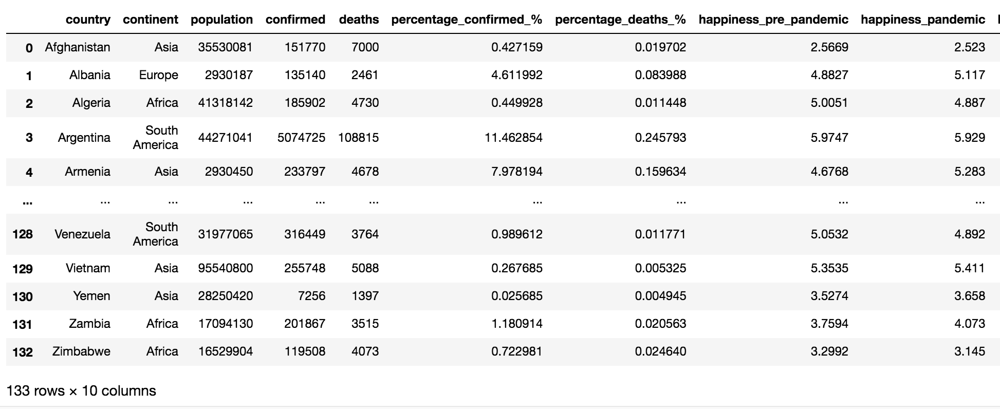 country continent population confirmed deaths percentage_confirmed_% percentage_deaths_% happiness_pre_pandemic happiness_pandemic
0 Afghanistan Asia 35530081 151770 7000 0.427159 0.019702 2.5669 2.523
1 Albania Europe 2930187 135140 2461 4.611992 0.083988 4.8827 5.117
2 Algeria Africa 41318142 185902 4730 0.449928 0.011448 5.0051 4.887
3 Argentina South America 44271041 5074725 108815 11.462854 0.245793 5.9747 5.929
4 Armenia Asia 2930450 233797 4678 7.978194 0.159634 4.6768 5.283
... ... ... ... ... ... ... ... ... ...
128 Venezuela South America 31977065 316449 3764 0.989612 0.011771 5.0532 4.892
129 Vietnam Asia 95540800 255748 5088 0.267685 0.005325 5.3535 5.411
130 Yemen Asia 28250420 7256 1397 0.025685 0.004945 3.5274 3.658
131 Zambia Africa 17094130 201867 3515 1.180914 0.020563 3.7594 4.073
132 Zimbabwe Africa 16529904 119508 4073 0.722981 0.024640 3.2992 3.145
133 rows × 10 columns